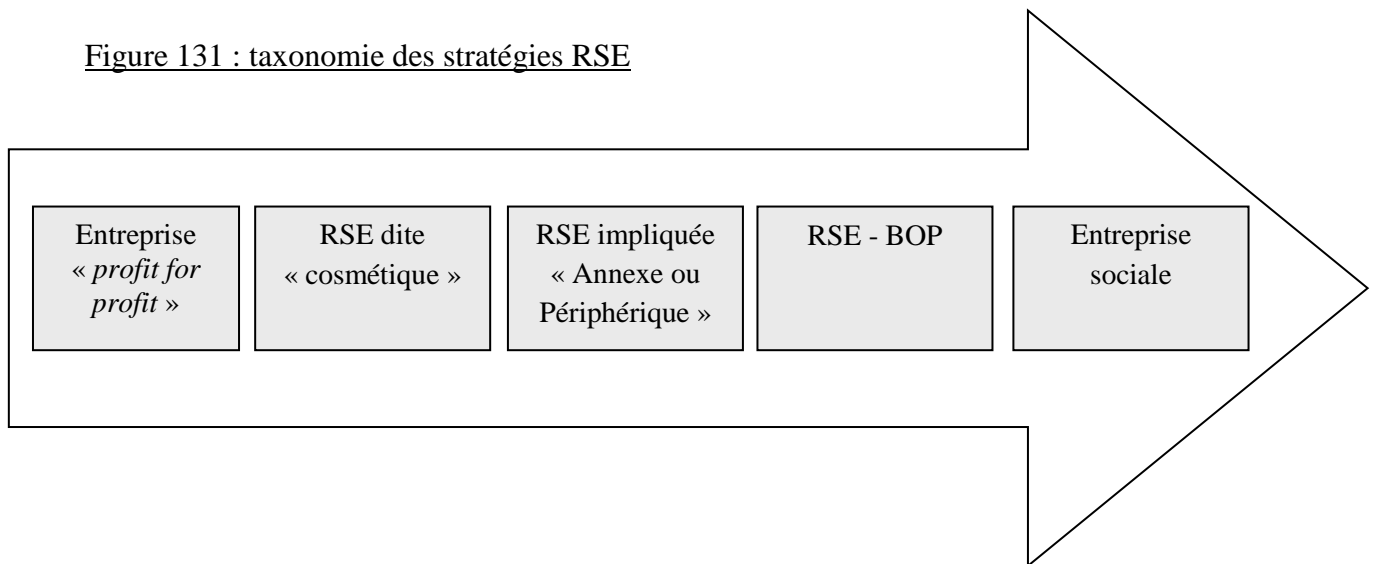 Figure 131 : taxonomie des stratégies RSE
Entreprise
« profit for
profit »
RSE dite
« cosmétique »
RSE impliquée
« Annexe ou
Périphérique »
RSE - BOP
Entreprise
sociale